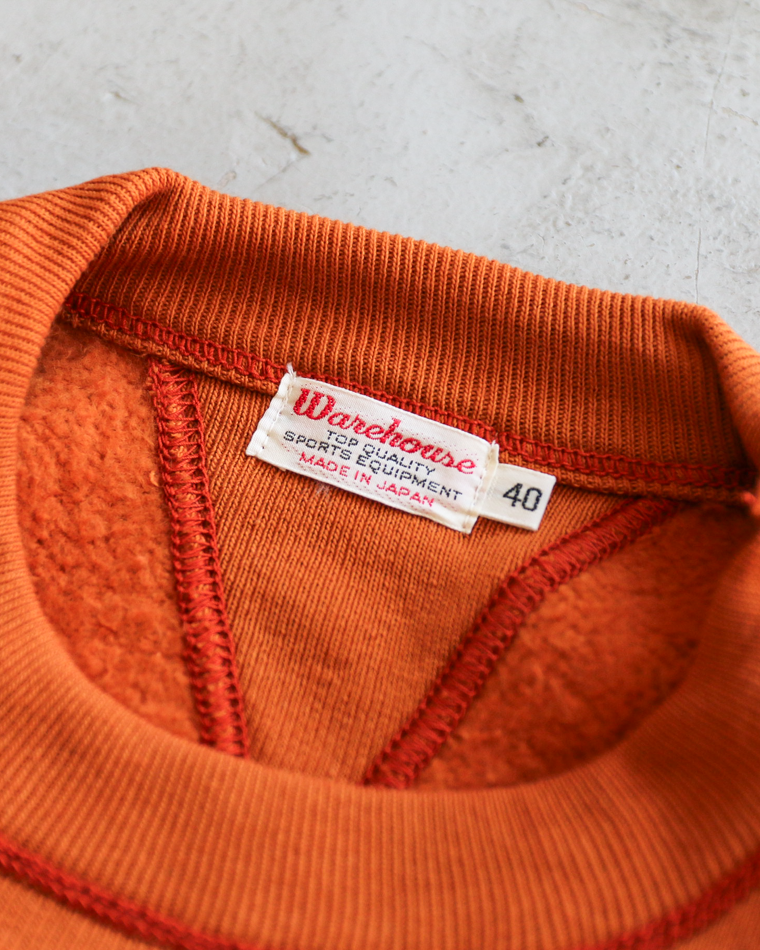 Warehouse
TOP QUALITY
SPORTS EQUIPMENT
MADE IN JAPAN
40